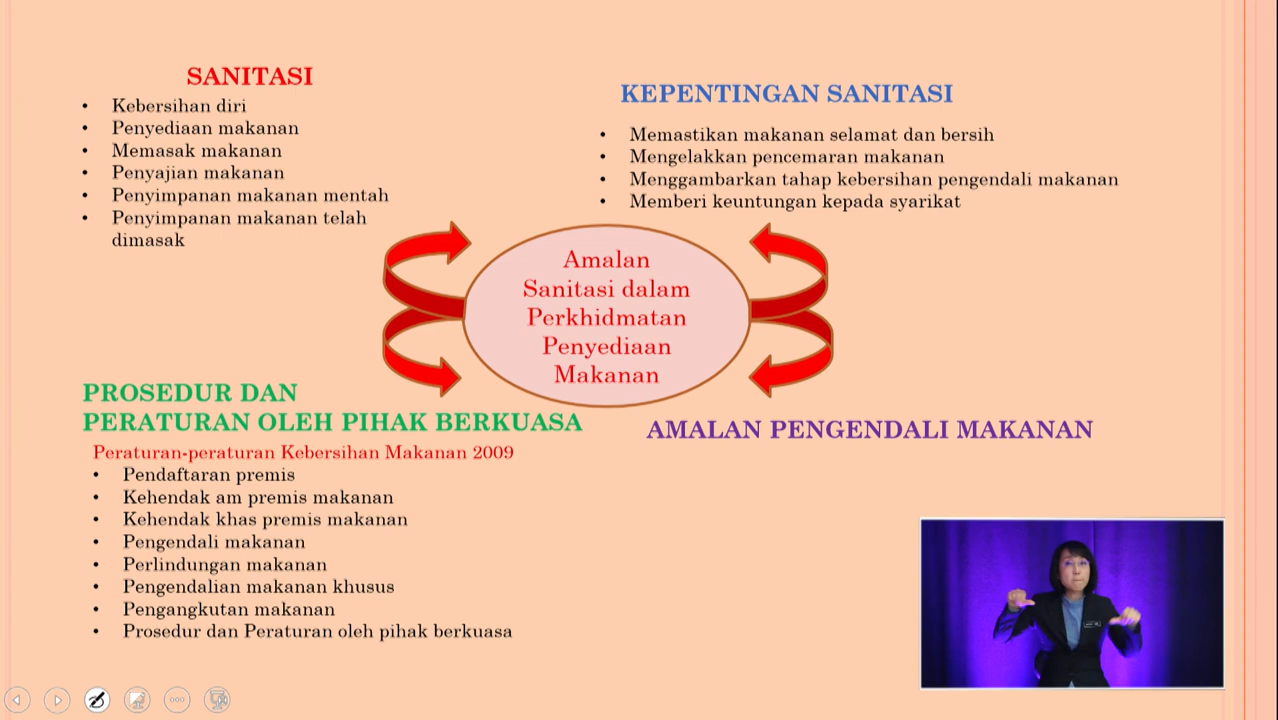 SANITASI
• Kebersihan diri
• Penyediaan makanan
• Memasak makanan
• Penyajian makanan
• Penyimpanan makanan mentah
• Penyimpanan makanan telah
dimasak
KEPENTINGAN SANITASI
• Memastikan makanan selamat dan bersih
• Mengelakkan pencemaran makanan
• Menggambarkan tahap kebersihan pengendali makanan
• Memberi keuntungan kepada syarikat
Amalan
Sanitasi dalam
Perkhidmatan
Penyediaan
Makanan
PROSEDUR DAN
PERATURAN OLEH PIHAK BERKUASA
Peraturan-peraturan Kebersihan Makanan 2009
• Pendaftaran premis
• Kehendak am premis makanan
• Kehendak khas premis makanan
• Pengendali makanan
• Perlindungan makanan
• Pengendalian makanan khusus
• Pengangkutan makanan
• Prosedur dan Peraturan oleh pihak berkuasa
AMALAN PENGENDALI MAKANAN